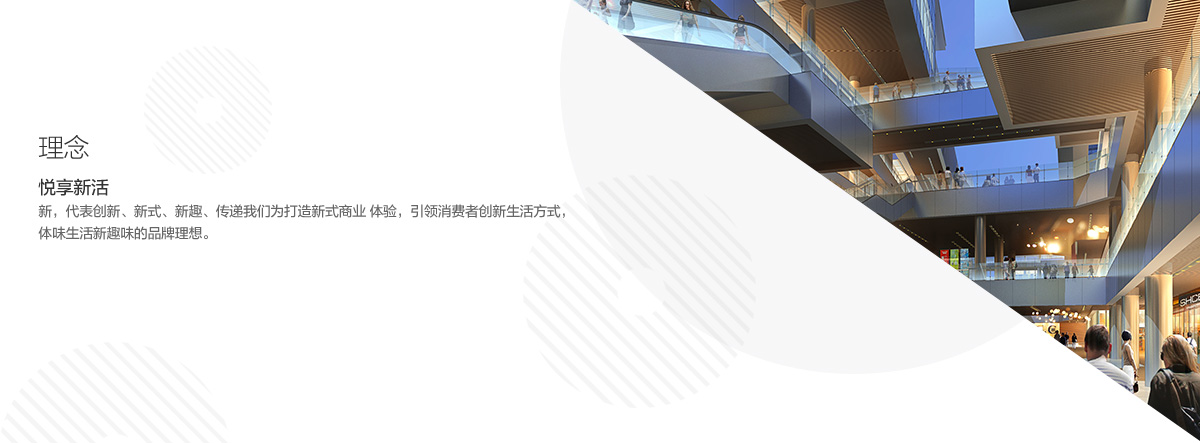 理念
悦享新活
新，代表创新、新式、新趣、传递我们为打造新式商业 体验，引领消费者创新生活方式，
体味生活新趣味的品牌理想。